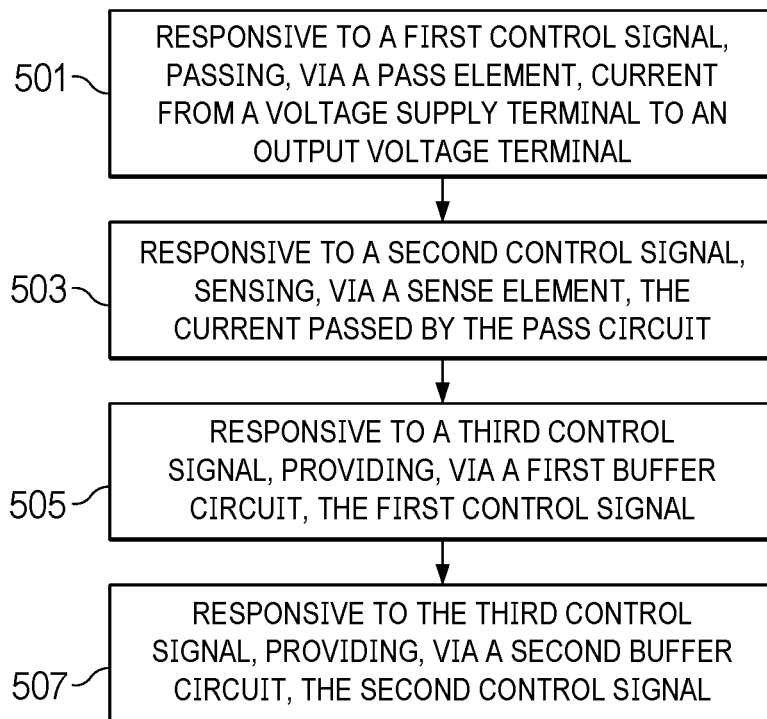 501
RESPONSIVE TO A FIRST CONTROL SIGNAL,
PASSING, VIA A PASS ELEMENT, CURRENT
FROM A VOLTAGE SUPPLY TERMINAL TO AN
OUTPUT VOLTAGE TERMINAL
503
RESPONSIVE TO A SECOND CONTROL SIGNAL,
SENSING, VIA A SENSE ELEMENT, THE
CURRENT PASSED BY THE PASS CIRCUIT
505
RESPONSIVE TO A THIRD CONTROL
SIGNAL, PROVIDING, VIA A FIRST BUFFER
CIRCUIT, THE FIRST CONTROL SIGNAL
507
RESPONSIVE TO THE THIRD CONTROL
SIGNAL, PROVIDING, VIA A SECOND BUFFER
CIRCUIT, THE SECOND CONTROL SIGNAL